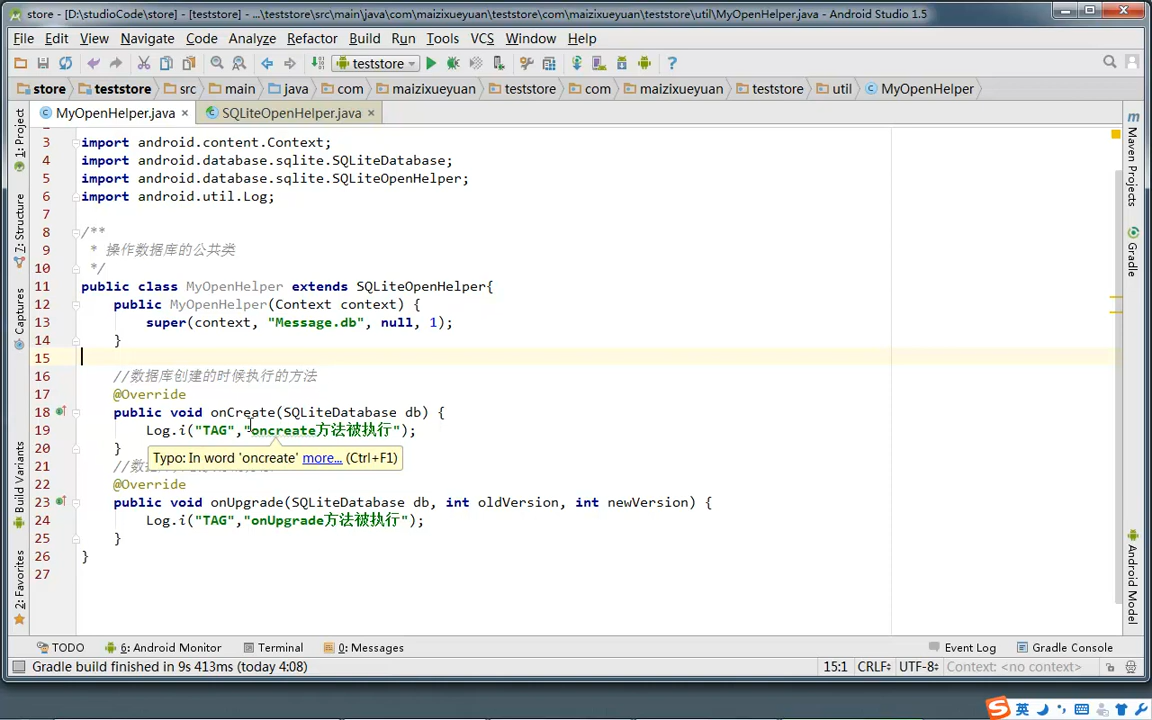 store - [D:\studioCode\store] - [teststore] - ...\teststore\src\main\java\com\maizixueyuan\teststore\com\maizixueyuan\teststore\util\MyOpenHelper.java - Android Studio 1.5
File Edit View Navigate Code Analyze Refactor Build Run Tools VCS Window Help
teststore
store teststore src main java com maizixueyuan teststore com maizixueyuan teststore util MyOpenHelper
MyOpenHelper.java SQLiteOpenHelper.java
3 import android.content.Context;
4 import android.database.sqlite.SQLiteDatabase;
5 import android.database.sqlite.SQLiteOpenHelper;
6 import android.util.Log;
7
8 /**
9 * 操作数据库的公共类
10 */
11 public class MyOpenHelper extends SQLiteOpenHelper{
12 public MyOpenHelper(Context context) {
13 super(context, "Message.db", null, 1);
14 }
15
16 //数据库创建的时候执行的方法
17 @Override
18 public void onCreate(SQLiteDatabase db) {
19 Log.i("TAG","oncreate方法被执行");
20 }
Typo: In word 'oncreate' more... (Ctrl+F1)
21 //数
22 @Override
23 public void onUpgrade(SQLiteDatabase db, int oldVersion, int newVersion) {
24 Log.i("TAG","onUpgrade方法被执行");
25 }
26 }
27
1: Project
7: Structure
Captures
Build Variants
2: Favorites
m Maven Projects
Gradle
Android Model
TODO 6: Android Monitor Terminal 0: Messages Event Log Gradle Console
Gradle build finished in 9s 413ms (today 4:08) 15:1 CRLF UTF-8 Context: <no context>
S 英